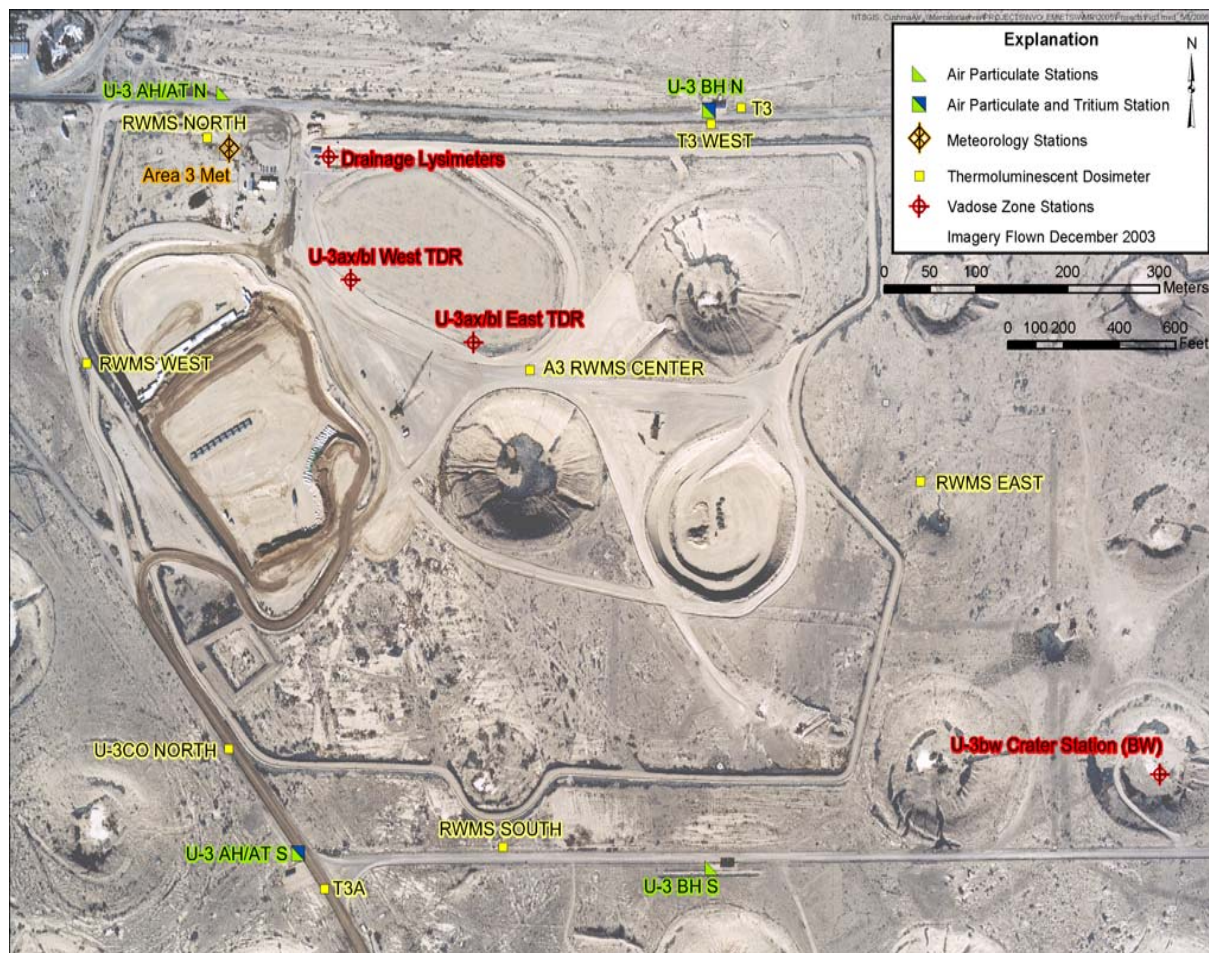 Explanation
N
Air Particulate Stations
Air Particulate and Tritium Station
Meteorology Stations
Thermoluminescent Dosimeter
Vadose Zone Stations
Imagery Flown December 2003
0 50 100 200 300
Meters
0 100 200 400 600
Feet
U-3 AH/AT N
U-3 BH N
T3
RWMS NORTH
T3 WEST
Drainage Lysimeters
Area 3 Met
U-3ax/bl West TDR
U-3ax/bl East TDR
RWMS WEST
A3 RWMS CENTER
RWMS EAST
U-3CO NORTH
U-3bw Crater Station (BW)
RWMS SOUTH
U-3 AH/AT S
T3A
U-3 BH S